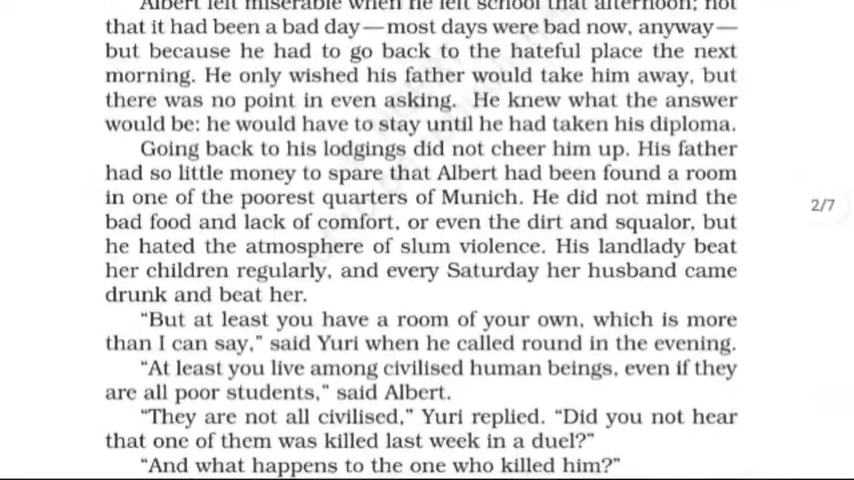 Albert felt miserable when he left school that afternoon; not
that it had been a bad day—most days were bad now, anyway—
but because he had to go back to the hateful place the next
morning. He only wished his father would take him away, but
there was no point in even asking. He knew what the answer
would be: he would have to stay until he had taken his diploma.
Going back to his lodgings did not cheer him up. His father
had so little money to spare that Albert had been found a room
in one of the poorest quarters of Munich. He did not mind the
bad food and lack of comfort, or even the dirt and squalor, but
he hated the atmosphere of slum violence. His landlady beat
her children regularly, and every Saturday her husband came
drunk and beat her.
“But at least you have a room of your own, which is more
than I can say,” said Yuri when he called round in the evening.
“At least you live among civilised human beings, even if they
are all poor students,” said Albert.
“They are not all civilised,” Yuri replied. “Did you not hear
that one of them was killed last week in a duel?”
“And what happens to the one who killed him?”
2/7